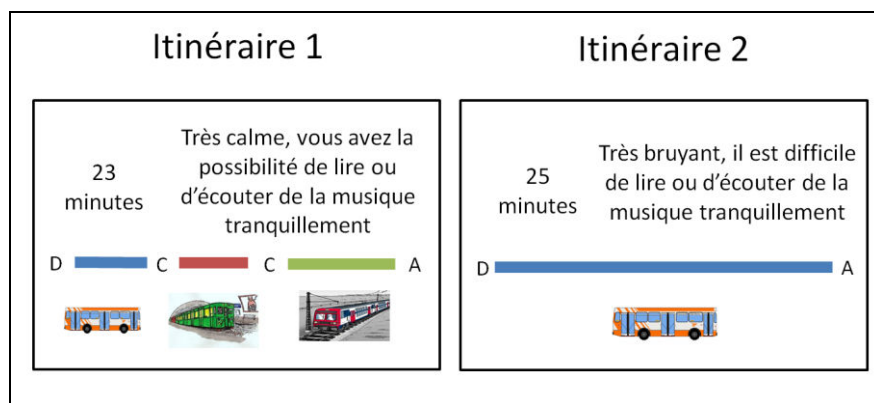 Itinéraire 1
23
minutes
Très calme, vous avez la
possibilité de lire ou
d'écouter de la musique
tranquillement
D C C A
Itinéraire 2
25
minutes
Très bruyant, il est difficile
de lire ou d'écouter de la
musique tranquillement
D A